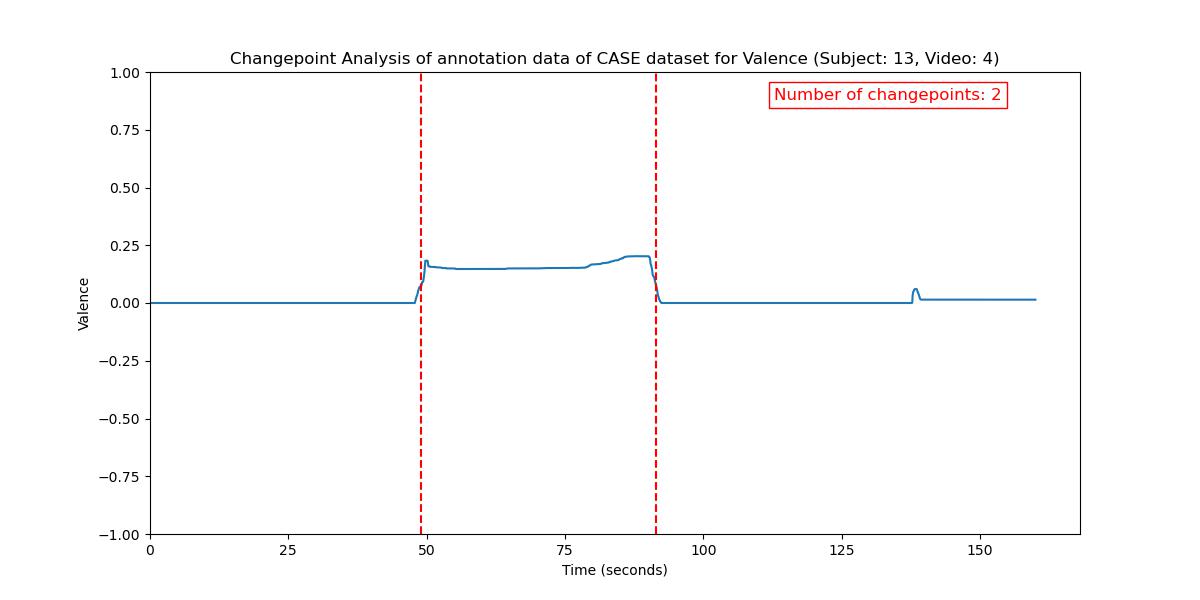 Changepoint Analysis of annotation data of CASE dataset for Valence (Subject: 13, Video: 4)
Number of changepoints: 2
1.00
0.75
0.50
0.25
0.00
−0.25
−0.50
−0.75
−1.00
Valence
0 25 50 75 100 125 150
Time (seconds)